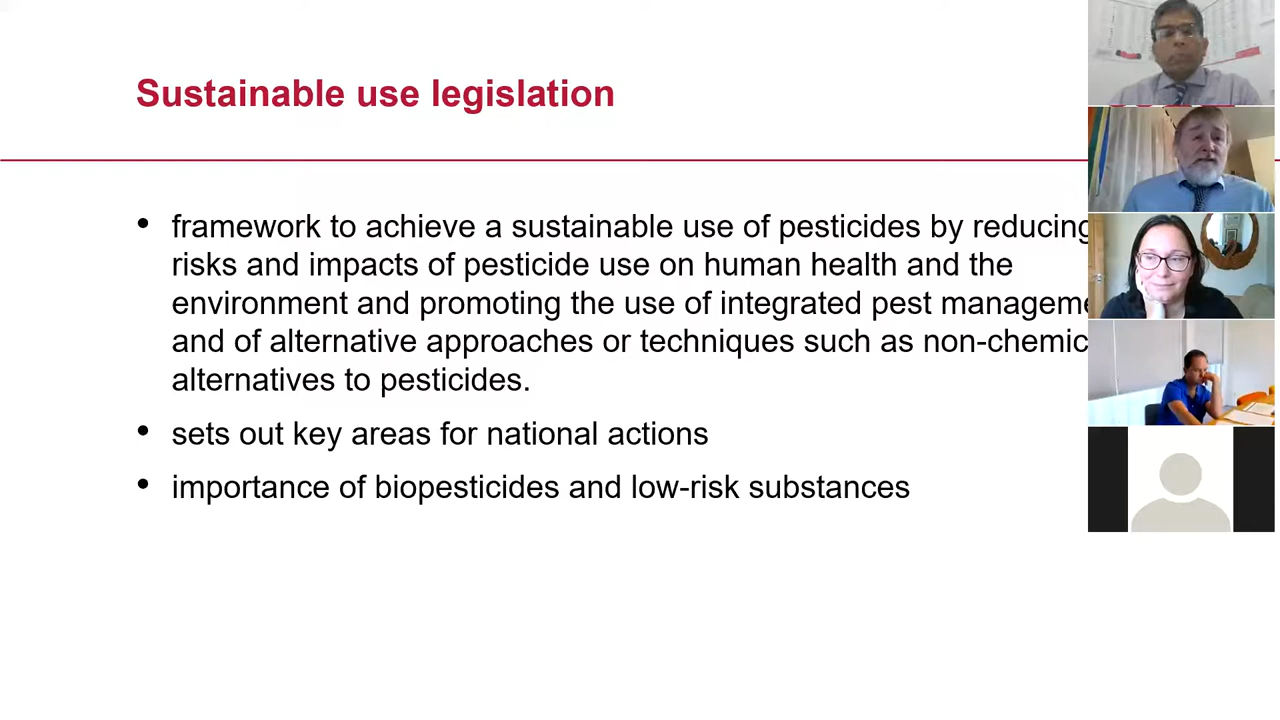 Sustainable use legislation
• framework to achieve a sustainable use of pesticides by reducing
risks and impacts of pesticide use on human health and the
environment and promoting the use of integrated pest manageme
and of alternative approaches or techniques such as non-chemic
alternatives to pesticides.
• sets out key areas for national actions
• importance of biopesticides and low-risk substances